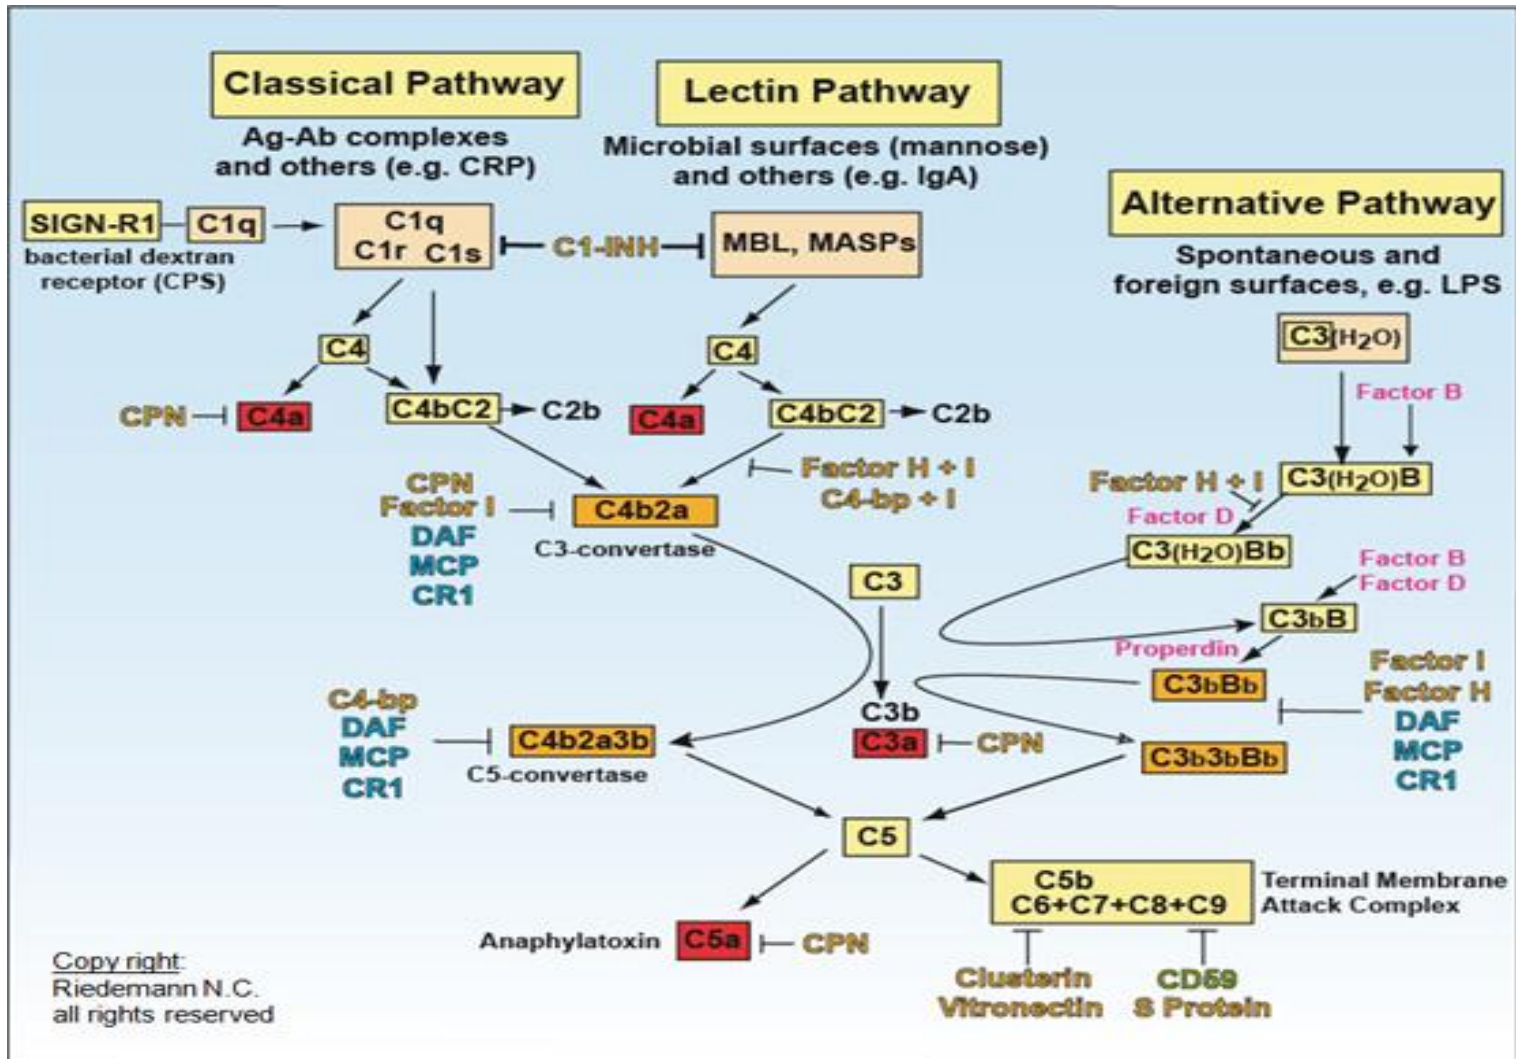 Classical Pathway
Ag-Ab complexes
and others (e.g. CRP)
Lectin Pathway
Microbial surfaces (mannose)
and others (e.g. IgA)
Alternative Pathway
Spontaneous and
foreign surfaces, e.g. LPS
SIGN-R1
C1q
bacterial dextran
receptor (CPS)
C1q
C1r C1s
C1-INH
MBL, MASPs
C3(H2O)
C4
C4
Factor B
CPN
C4a
C4bC2
C2b
C4a
C4bC2
C2b
Factor H + I
C4-bp + I
CPN
Factor I
DAF
MCP
CR1
C4b2a
C3-convertase
Factor H + I
C3(H2O)B
Factor D
C3(H2O)Bb
Factor B
Factor D
C3
C3bB
Properdin
C3bBb
Factor I
Factor H
DAF
MCP
CR1
C3b
C3a
CPN
C3b3bBb
C4-bp
DAF
MCP
CR1
C4b2a3b
C5-convertase
C5
C5b
C6+C7+C8+C9
Terminal Membrane
Attack Complex
Anaphylatoxin
C5a
CPN
Clusterin
Vitronectin
CD59
S Protein
Copy right:
Riedemann N.C.
all rights reserved